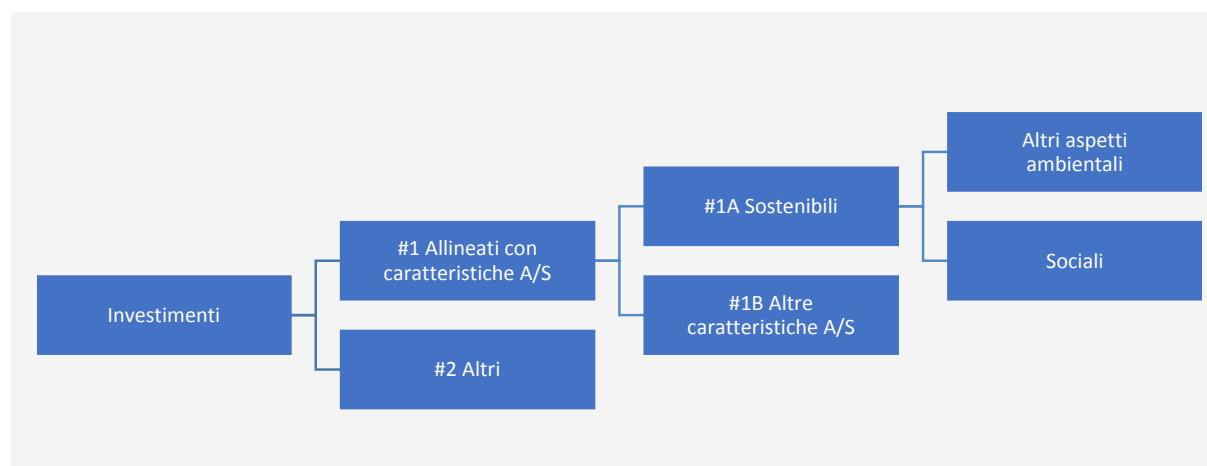 Investimenti
#1 Allineati con
caratteristiche A/S
#2 Altri
#1A Sostenibili
#1B Altre
caratteristiche A/S
Altri aspetti
ambientali
Sociali